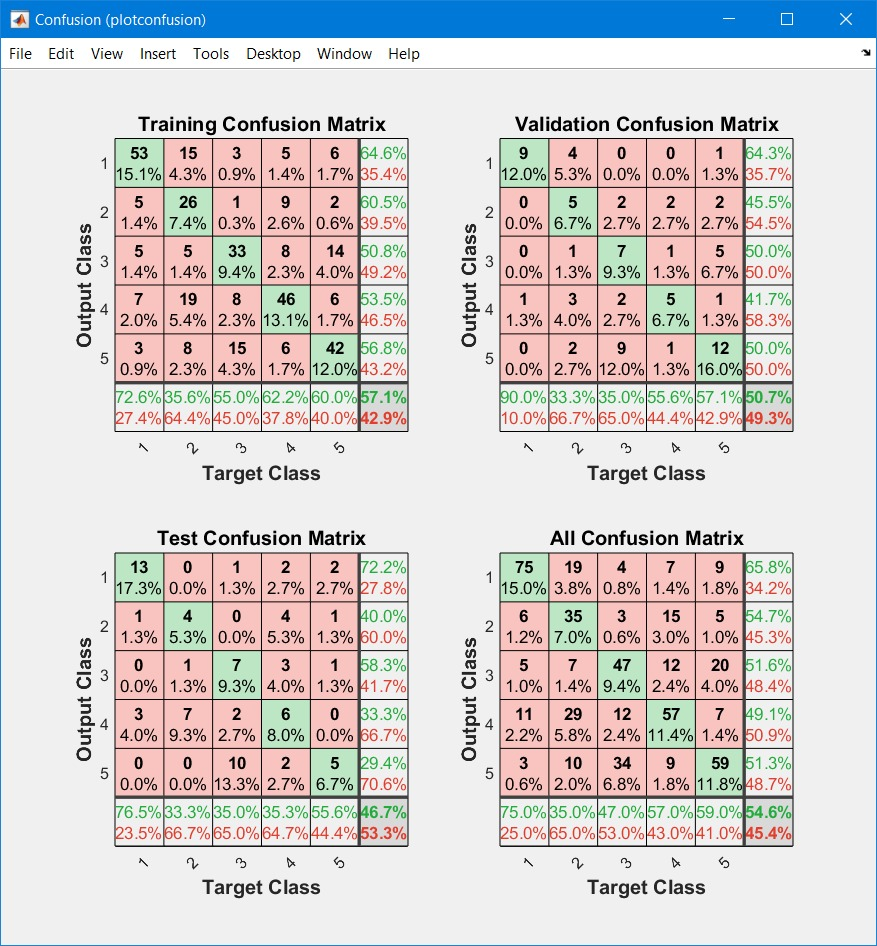 Confusion (plotconfusion)
File Edit View Insert Tools Desktop Window Help
Training Confusion Matrix
Output Class
1 53 15 3 5 6 64.6%
15.1% 4.3% 0.9% 1.4% 1.7% 35.4%
2 5 26 1 9 2 60.5%
1.4% 7.4% 0.3% 2.6% 0.6% 39.5%
3 5 5 33 8 14 50.8%
1.4% 1.4% 9.4% 2.3% 4.0% 49.2%
4 7 19 8 46 6 53.5%
2.0% 5.4% 2.3% 13.1% 1.7% 46.5%
5 3 8 15 6 42 56.8%
0.9% 2.3% 4.3% 1.7% 12.0% 43.2%
72.6% 35.6% 55.0% 62.2% 60.0% 57.1%
27.4% 64.4% 45.0% 37.8% 40.0% 42.9%
1 2 3 4 5
Target Class
Validation Confusion Matrix
Output Class
1 9 4 0 0 1 64.3%
12.0% 5.3% 0.0% 0.0% 1.3% 35.7%
2 0 5 2 2 2 45.5%
0.0% 6.7% 2.7% 2.7% 2.7% 54.5%
3 0 1 7 1 5 50.0%
0.0% 1.3% 9.3% 1.3% 6.7% 50.0%
4 1 3 2 5 1 41.7%
1.3% 4.0% 2.7% 6.7% 1.3% 58.3%
5 0 2 9 1 12 50.0%
0.0% 2.7% 12.0% 1.3% 16.0% 50.0%
90.0% 33.3% 35.0% 55.6% 57.1% 50.7%
10.0% 66.7% 65.0% 44.4% 42.9% 49.3%
1 2 3 4 5
Target Class
Test Confusion Matrix
Output Class
1 13 0 1 2 2 72.2%
17.3% 0.0% 1.3% 2.7% 2.7% 27.8%
2 1 4 0 4 1 40.0%
1.3% 5.3% 0.0% 5.3% 1.3% 60.0%
3 0 1 7 3 1 58.3%
0.0% 1.3% 9.3% 4.0% 1.3% 41.7%
4 3 7 2 6 0 33.3%
4.0% 9.3% 2.7% 8.0% 0.0% 66.7%
5 0 0 10 2 5 29.4%
0.0% 0.0% 13.3% 2.7% 6.7% 70.6%
76.5% 33.3% 35.0% 35.3% 55.6% 46.7%
23.5% 66.7% 65.0% 64.7% 44.4% 53.3%
1 2 3 4 5
Target Class
All Confusion Matrix
Output Class
1 75 19 4 7 9 65.8%
15.0% 3.8% 0.8% 1.4% 1.8% 34.2%
2 6 35 3 15 5 54.7%
1.2% 7.0% 0.6% 3.0% 1.0% 45.3%
3 5 7 47 12 20 51.6%
1.0% 1.4% 9.4% 2.4% 4.0% 48.4%
4 11 29 12 57 7 49.1%
2.2% 5.8% 2.4% 11.4% 1.4% 50.9%
5 3 10 34 9 59 51.3%
0.6% 2.0% 6.8% 1.8% 11.8% 48.7%
75.0% 35.0% 47.0% 57.0% 59.0% 54.6%
25.0% 65.0% 53.0% 43.0% 41.0% 45.4%
1 2 3 4 5
Target Class